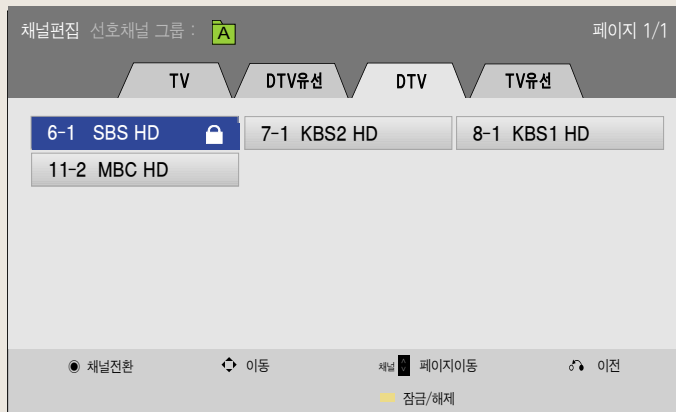 채널편집 선호채널 그룹 : A 페이지 1/1
TV DTV유선 DTV TV유선
6-1 SBS HD 7-1 KBS2 HD 8-1 KBS1 HD
11-2 MBC HD
채널전환 이동 채널 페이지이동 이전
잠금/해제